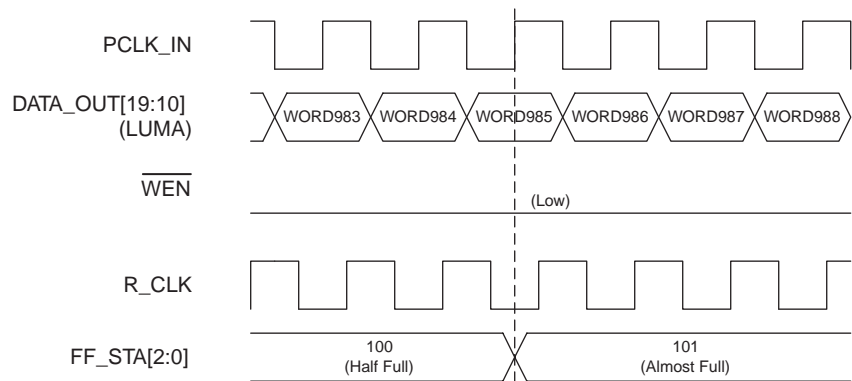 PCLK_IN
DATA_OUT[19:10]
(LUMA)
WORD983 WORD984 WORD985 WORD986 WORD987 WORD988
WEN
(Low)
R_CLK
FF_STA[2:0]
100
(Half Full)
101
(Almost Full)